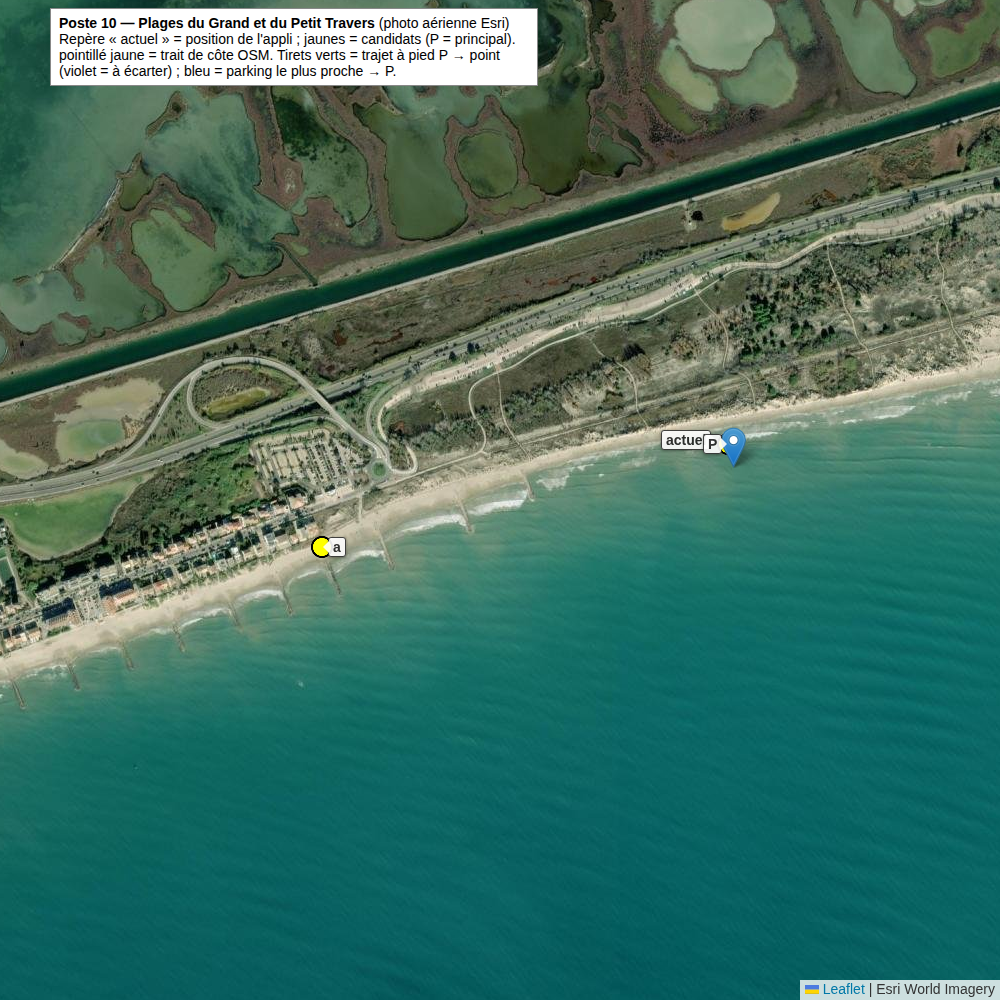 Poste 10 — Plages du Grand et du Petit Travers (photo aérienne Esri)
Repère « actuel » = position de l'appli ; jaunes = candidats (P = principal).
pointillé jaune = trait de côte OSM. Tirets verts = trajet à pied P → point
(violet = à écarter) ; bleu = parking le plus proche → P.
actuel P
a
Leaflet | Esri World Imagery